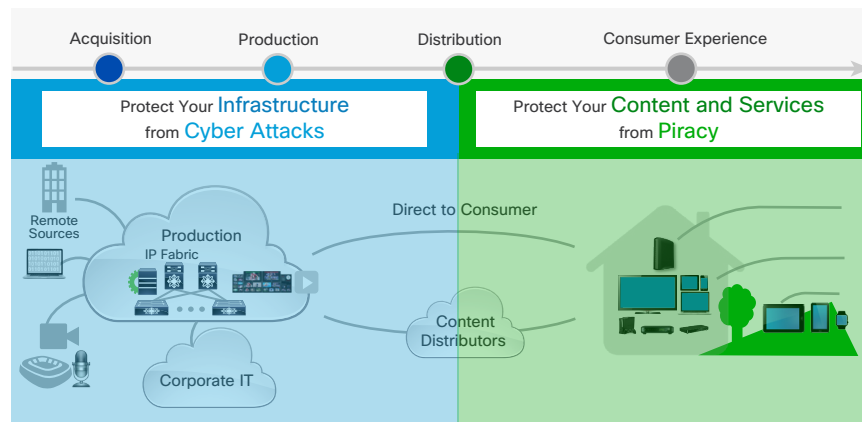 Acquisition
Production
Distribution
Consumer Experience
Protect Your Infrastructure
from Cyber Attacks
Protect Your Content and Services
from Piracy
Remote
Sources
Production
IP Fabric
Direct to Consumer
Content
Distributors
Corporate IT